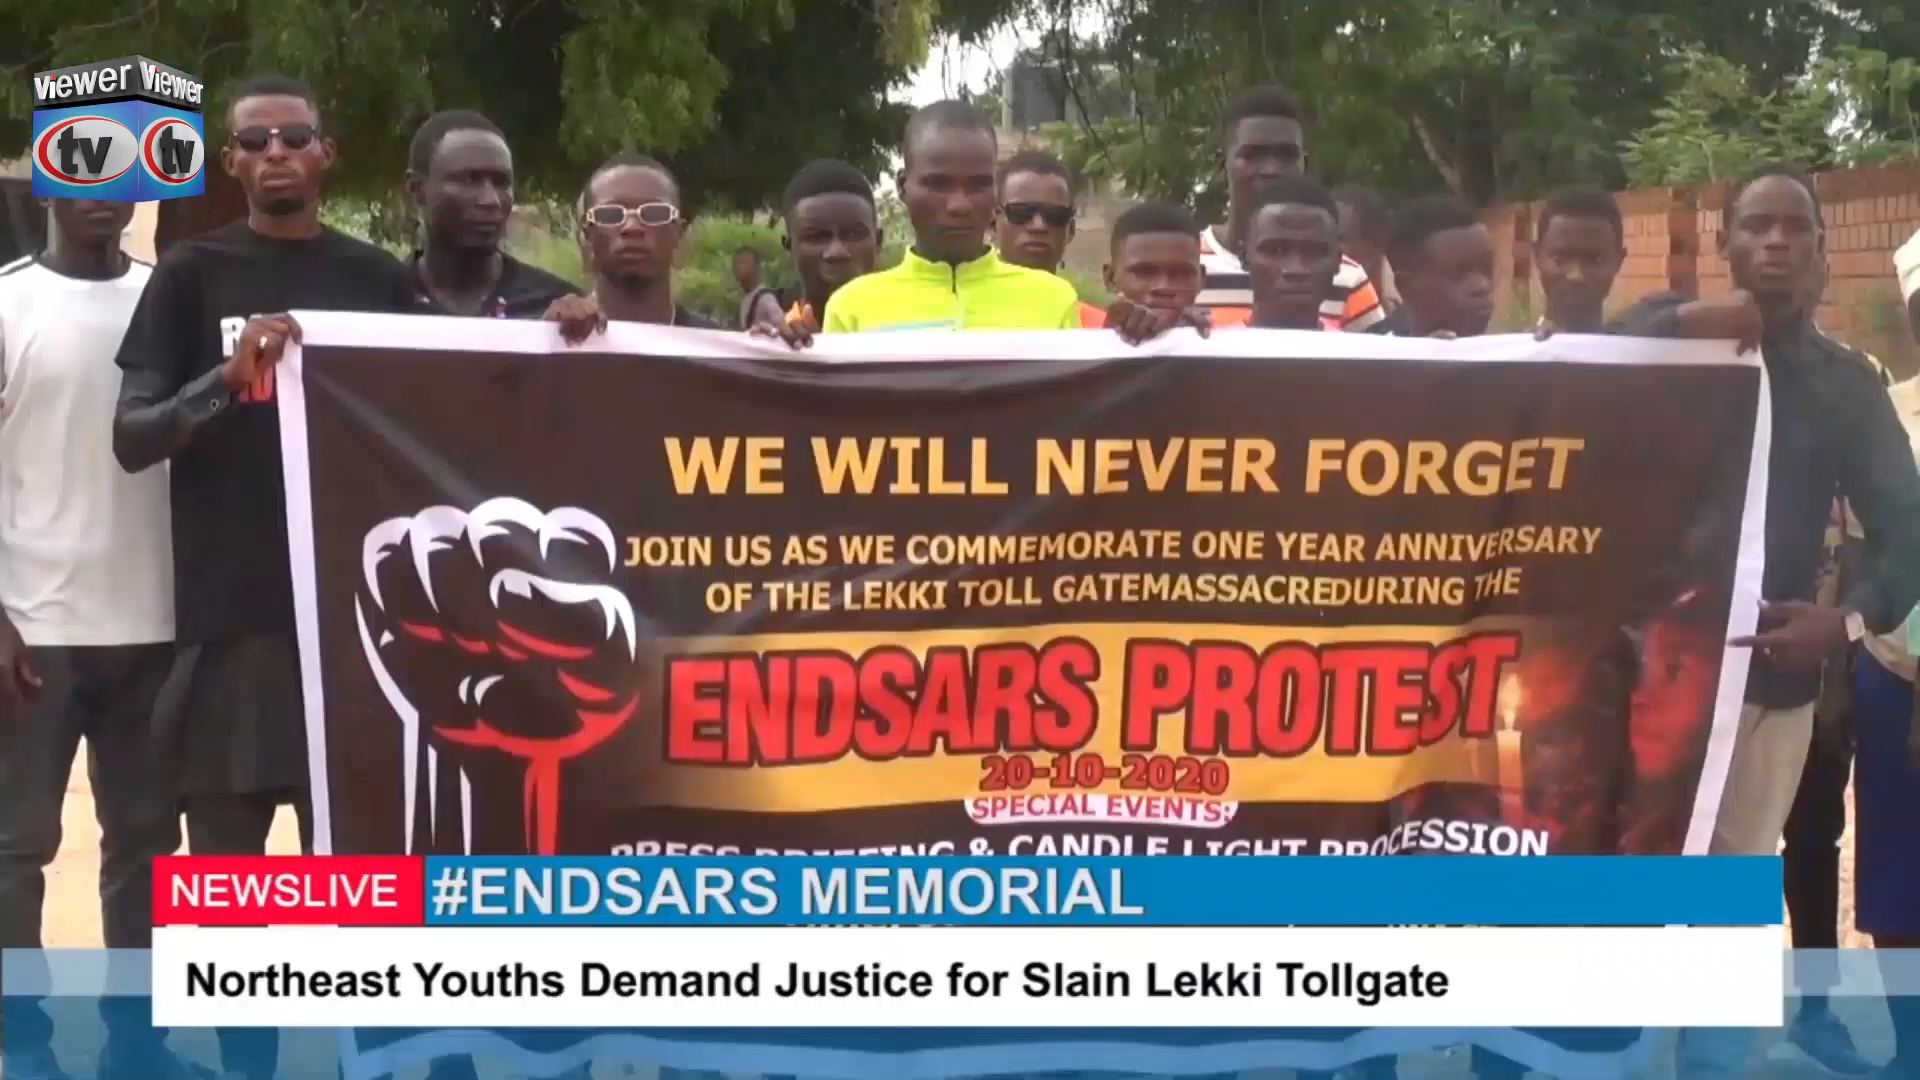 Viewer Viewer
tv tv
WE WILL NEVER FORGET
JOIN US AS WE COMMEMORATE ONE YEAR ANNIVERSARY
OF THE LEKKI TOLL GATEMASSACREDURING THE
ENDSARS PROTEST
20-10-2020
SPECIAL EVENTS:
PRESS BRIEFING & CANDLE LIGHT PROCESSION
NEWSLIVE #ENDSARS MEMORIAL
Northeast Youths Demand Justice for Slain Lekki Tollgate